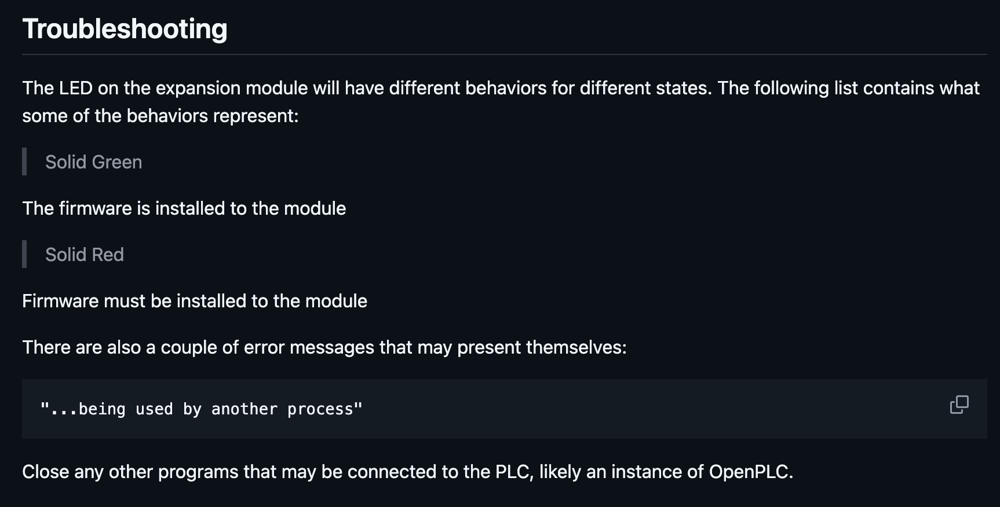 Troubleshooting
The LED on the expansion module will have different behaviors for different states. The following list contains what
some of the behaviors represent:
Solid Green
The firmware is installed to the module
Solid Red
Firmware must be installed to the module
There are also a couple of error messages that may present themselves:
"...being used by another process"
Close any other programs that may be connected to the PLC, likely an instance of OpenPLC.